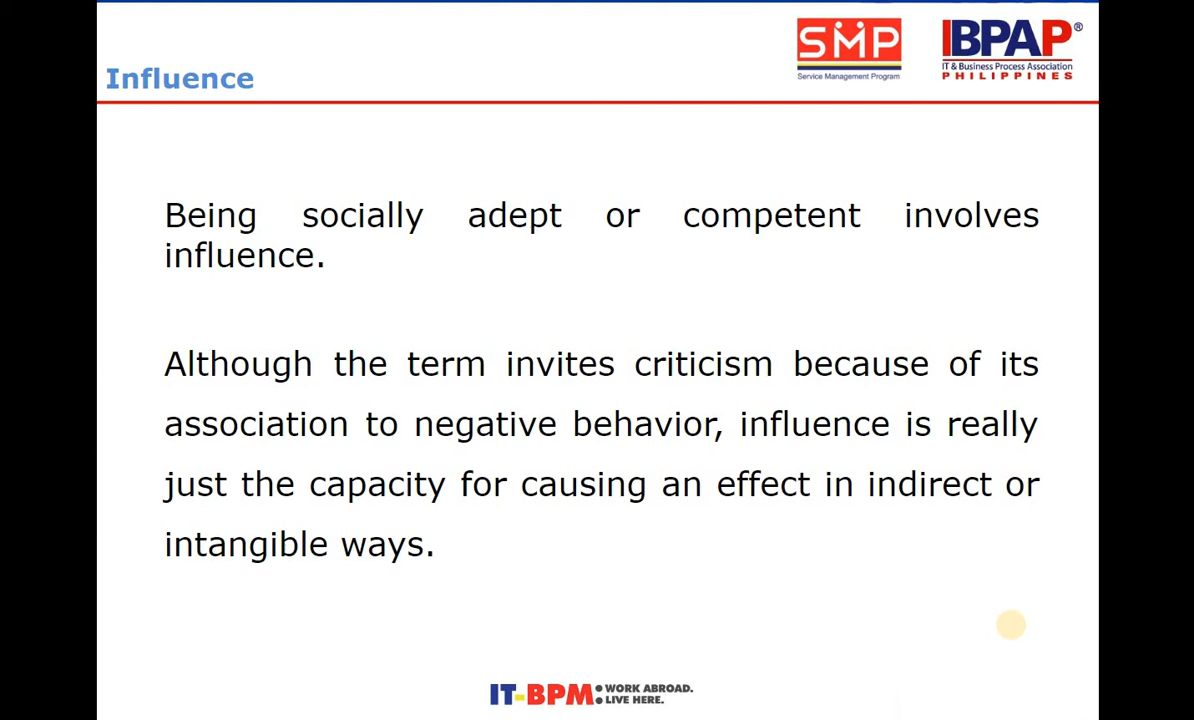 SMP
Service Management Program
IBPAP®
IT & Business Process Association
PHILIPPINES
Influence
Being socially adept or competent involves
influence.
Although the term invites criticism because of its
association to negative behavior, influence is really
just the capacity for causing an effect in indirect or
intangible ways.
IT-BPM: WORK ABROAD.
LIVE HERE.